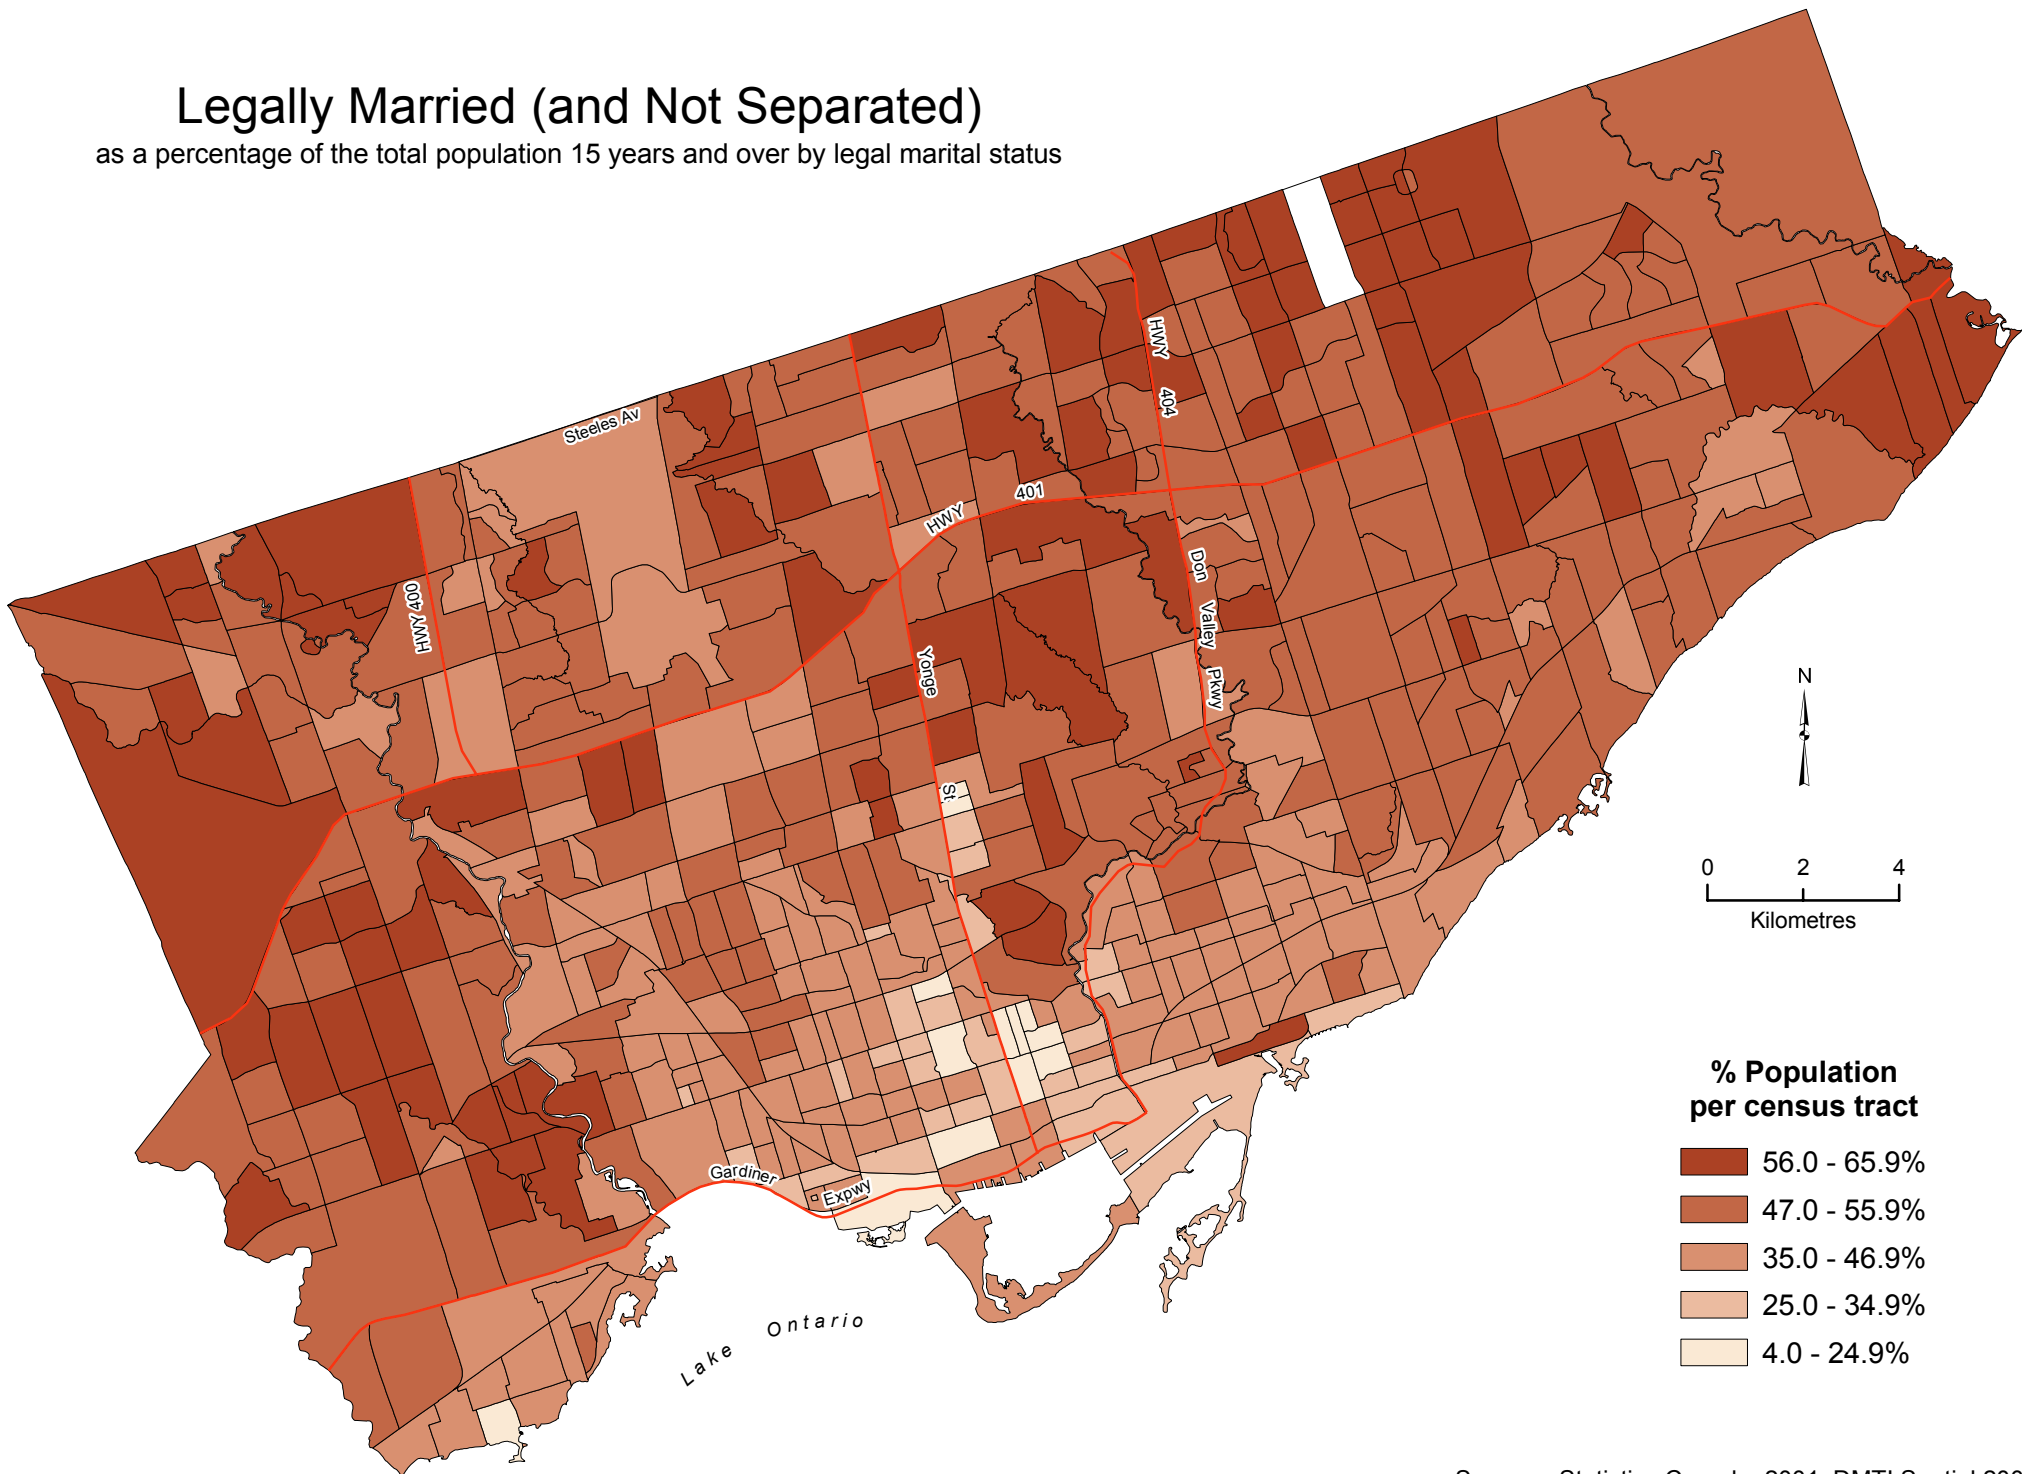 Legally Married (and Not Separated)
as a percentage of the total population 15 years and over by legal marital status
Steeles Av
HWY 400
HWY
401
HWY
404
Don
Valley
Pkwy
Yonge
St
Gardiner
Expwy
Lake Ontario
N
0 2 4
Kilometres
% Population
per census tract
56.0 - 65.9%
47.0 - 55.9%
35.0 - 46.9%
25.0 - 34.9%
4.0 - 24.9%